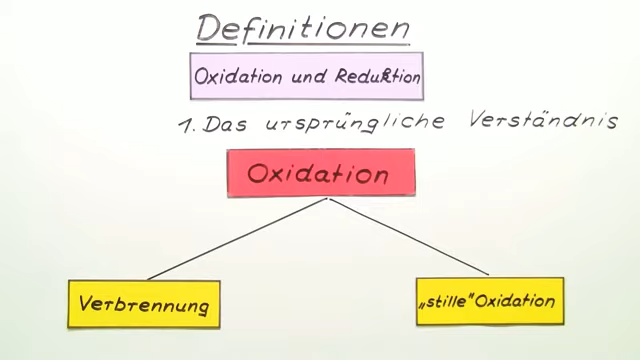 Definitionen
Oxidation und Reduktion
1. Das ursprüngliche Verständnis
Oxidation
Verbrennung
„stille" Oxidation